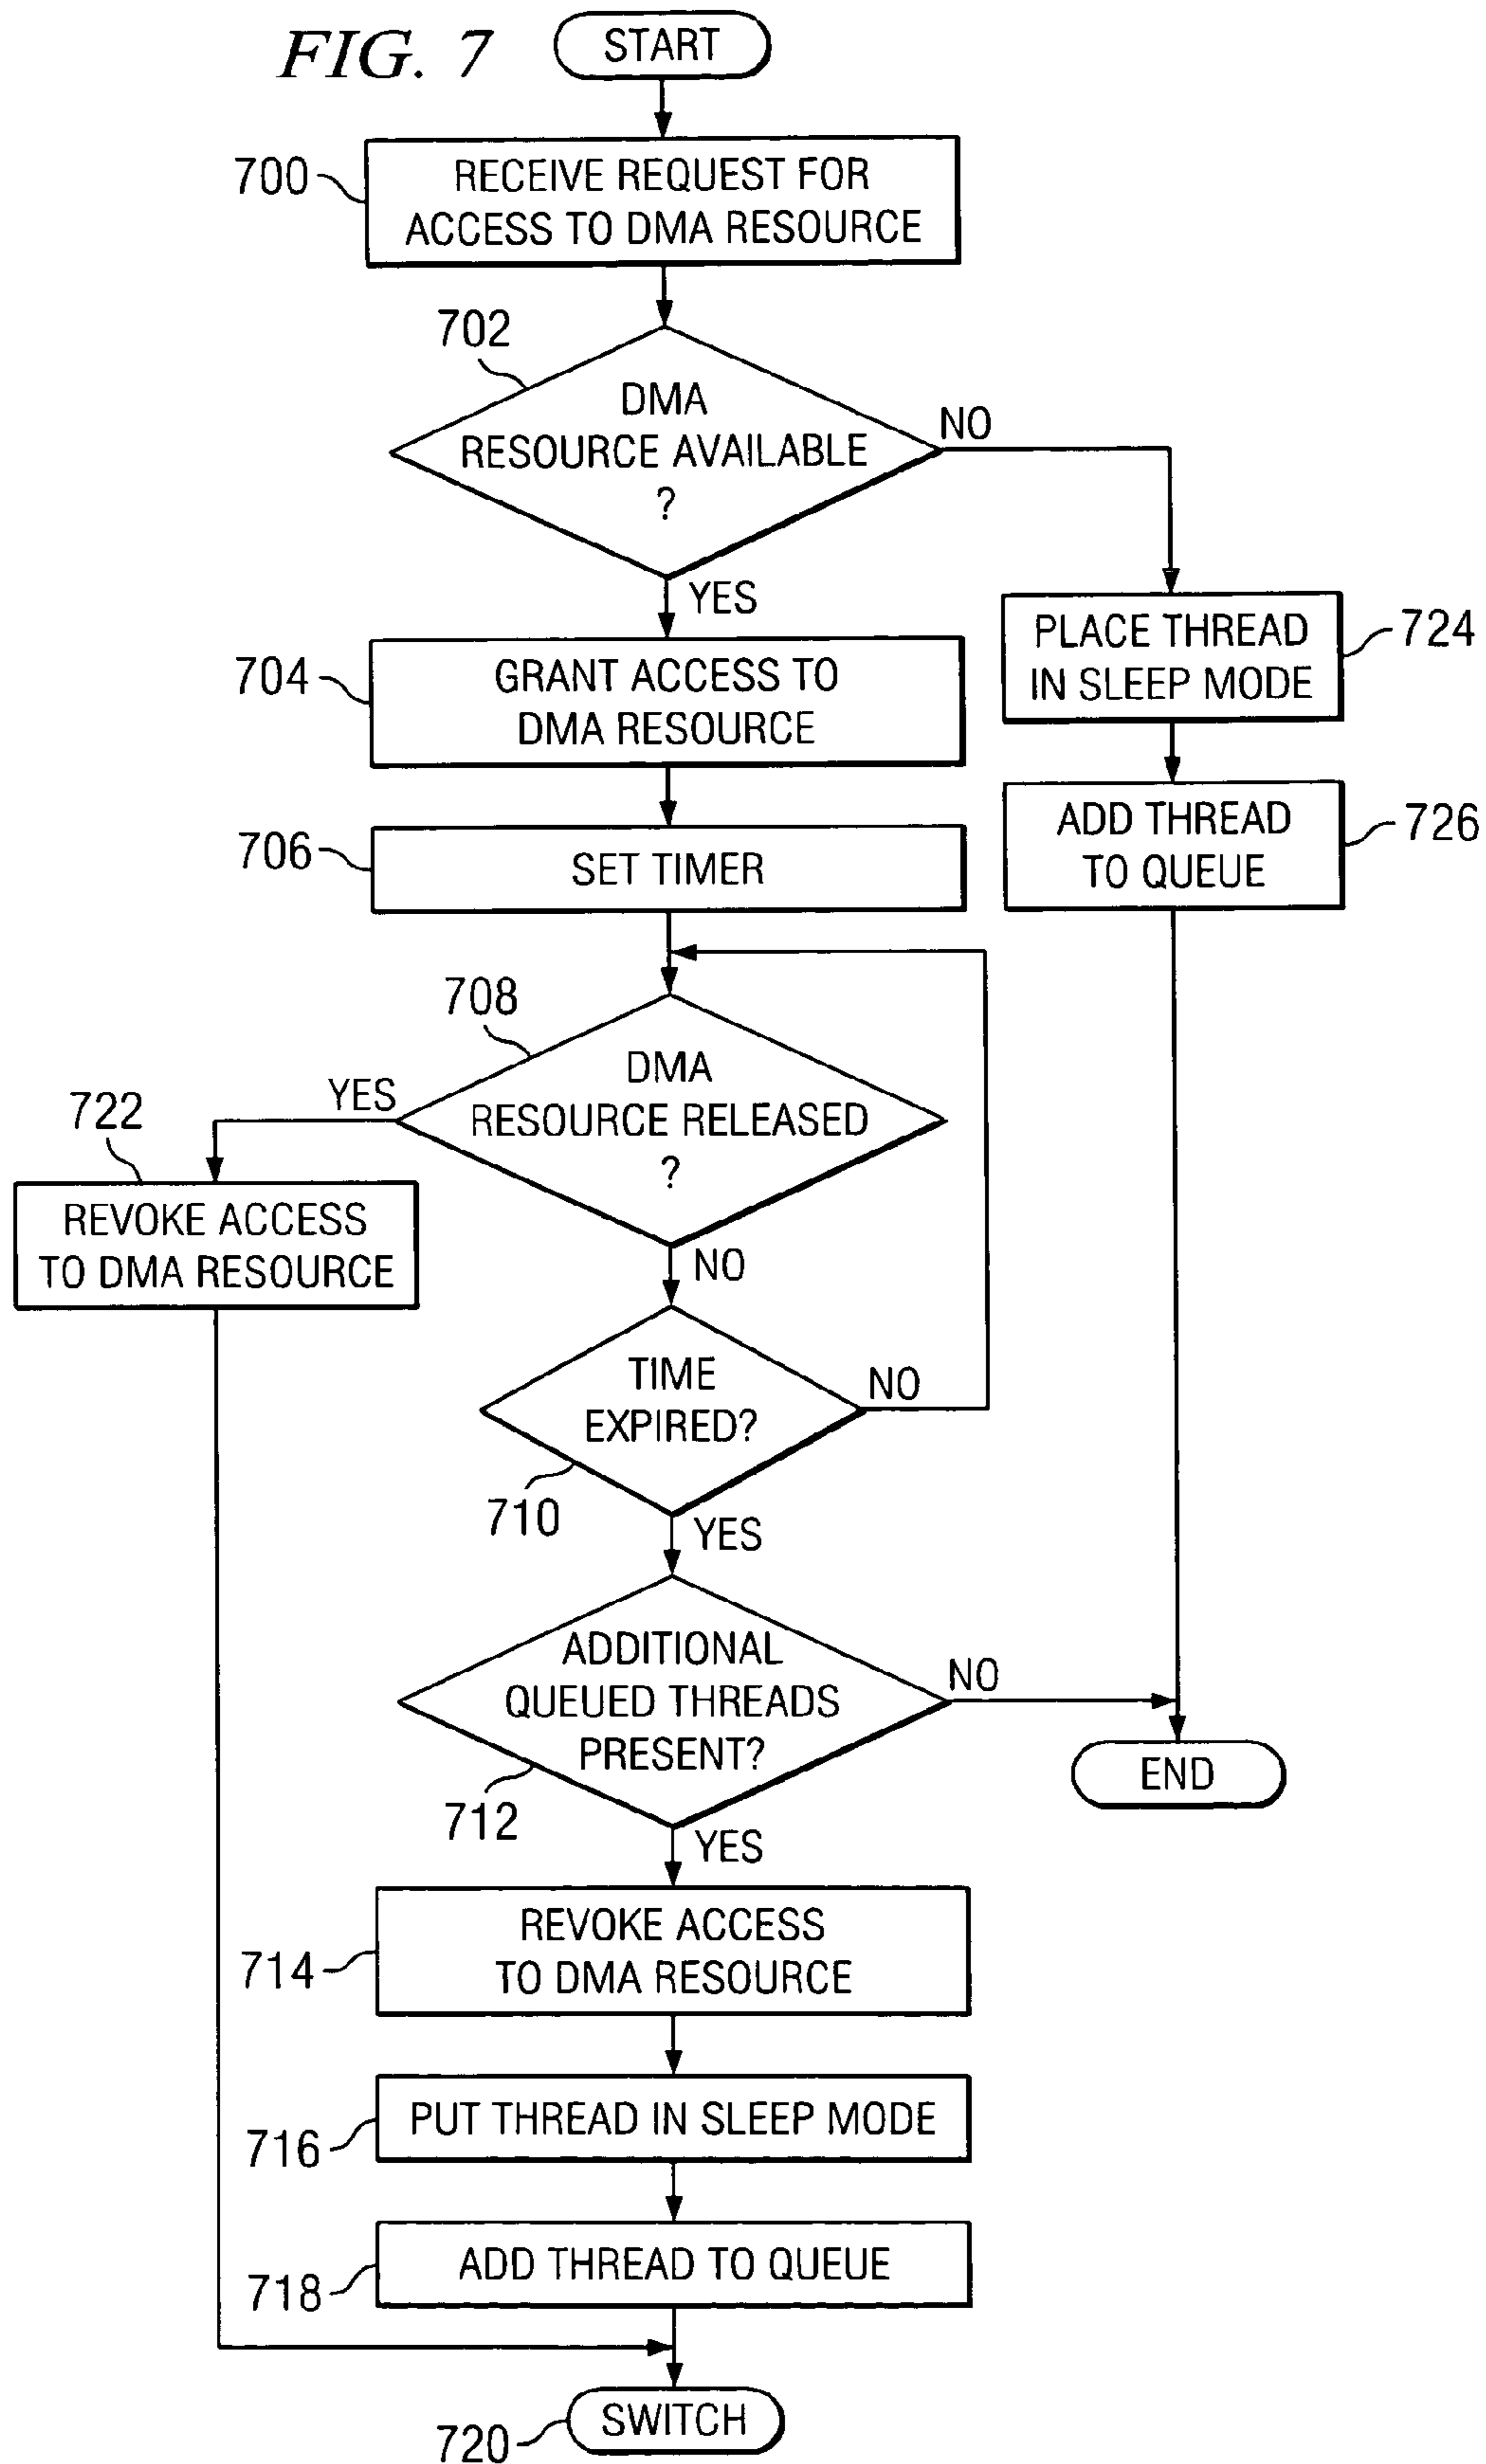 FIG. 7
START
700
RECEIVE REQUEST FOR
ACCESS TO DMA RESOURCE
702
DMA
RESOURCE AVAILABLE
?
NO
YES
704
GRANT ACCESS TO
DMA RESOURCE
PLACE THREAD
IN SLEEP MODE
724
706
SET TIMER
ADD THREAD
TO QUEUE
726
708
DMA
RESOURCE RELEASED
?
YES
722
REVOKE ACCESS
TO DMA RESOURCE
NO
TIME
EXPIRED?
NO
710
YES
ADDITIONAL
QUEUED THREADS
PRESENT?
NO
712
END
YES
714
REVOKE ACCESS
TO DMA RESOURCE
716
PUT THREAD IN SLEEP MODE
718
ADD THREAD TO QUEUE
720
SWITCH